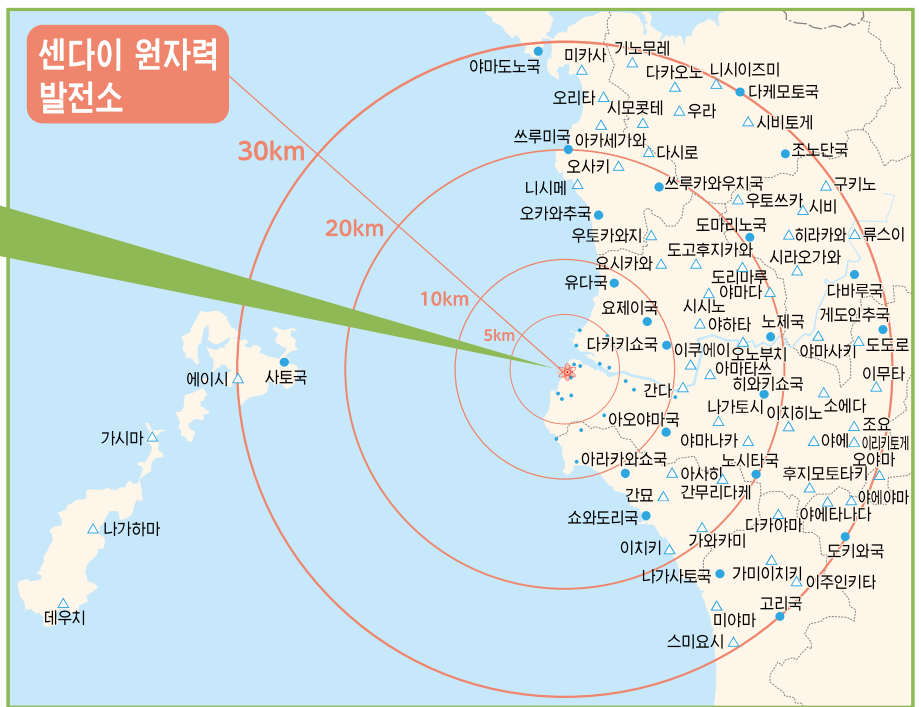 센다이 원자력
발전소
30km
20km
10km
5km
야마도노국
미카사
기노무레
다카오노
니시이즈미
다케모토국
오리타
시모콧테
우라
시비토게
쓰루미국
아카세가와
다시로
조노단국
오사키
니시메
쓰루카와우치국
구키노
우토쓰카
시비
오카와추국
도마리노국
우토카와지
도고후지카와
히라카와
류스이
요시카와
시라오가와
유다국
도리마루
다바루국
시시노
야마다
요제이국
야하타
노제국
게도인추국
다카키쇼국
이쿠에이
오노부치
야마사키
도도로
아마타쓰
에이시
사토국
간다
히와키쇼국
이무타
나가토시
이치히노
소에다
아오야마국
조요
가시마
야마나카
야에
이리키토게
오야마
아라카와쇼국
아사히
노시타국
후지모토타키
간묘
간무리다케
야에야마
쇼와도리국
다카야마
야에타나다
나가하마
가와카미
이치키
도키와국
나가사토국
가미이치키
이주인키타
데우치
고리국
미야마
스미요시